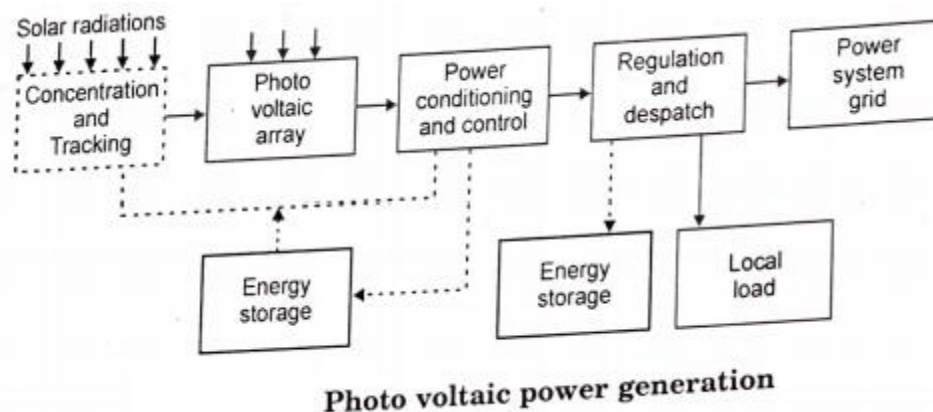 Solar radiations
Concentration
and
Tracking
Photo
voltaic
array
Power
conditioning
and control
Regulation
and
despatch
Power
system
grid
Energy
storage
Energy
storage
Local
load
Photo voltaic power generation